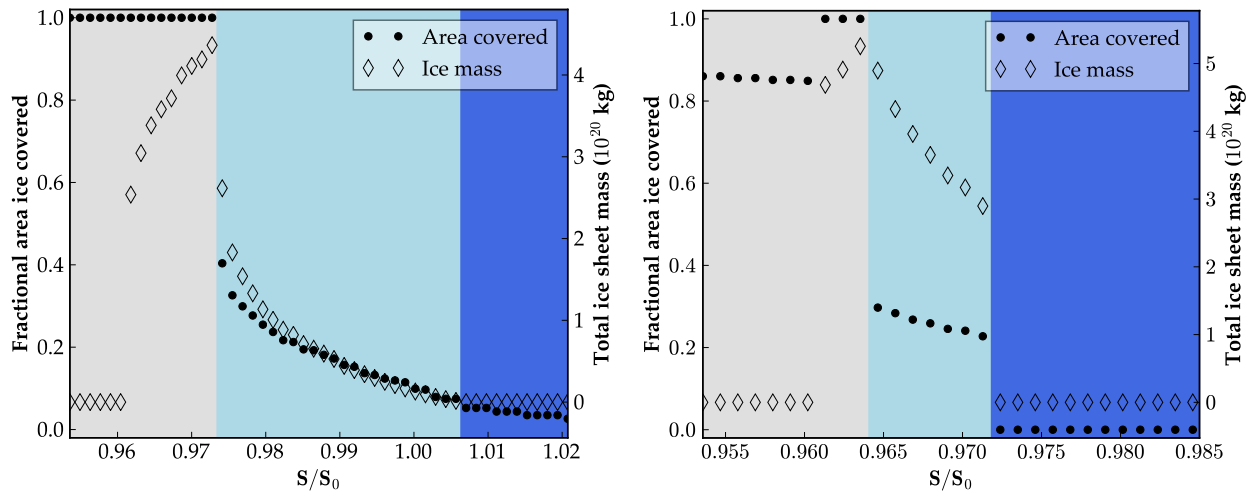 Area covered
Ice mass
1.0
0.8
0.6
0.4
0.2
0.0
Fractional area ice covered
4
3
2
1
0
Total ice sheet mass (10^20 kg)
0.96 0.97 0.98 0.99 1.00 1.01 1.02
S/S₀
Area covered
Ice mass
1.0
0.8
0.6
0.4
0.2
0.0
Fractional area ice covered
5
4
3
2
1
0
Total ice sheet mass (10^20 kg)
0.955 0.960 0.965 0.970 0.975 0.980 0.985
S/S₀